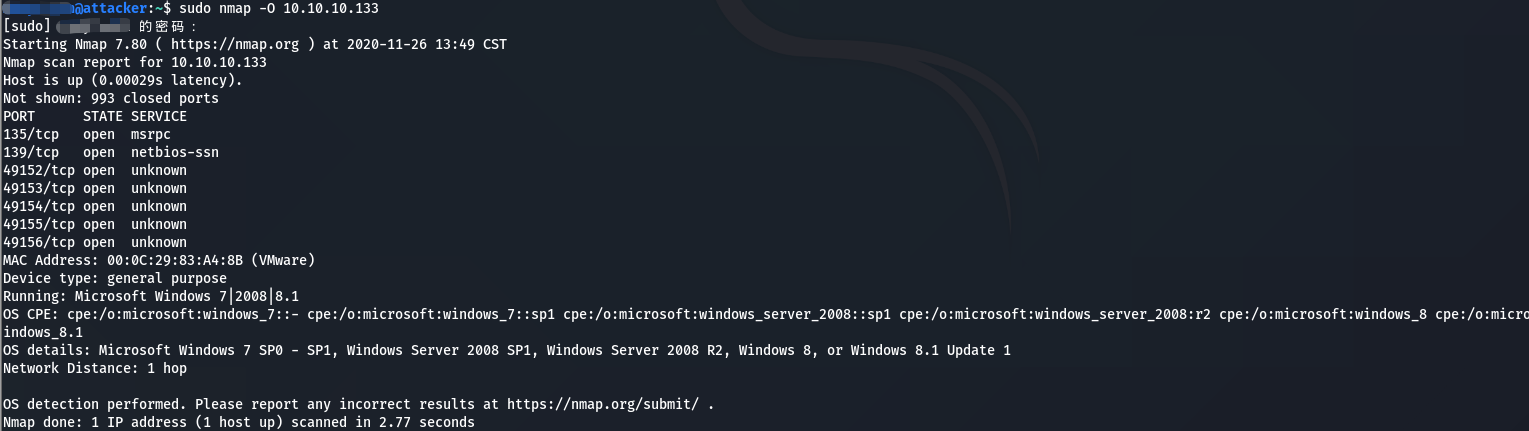 @attacker:~$ sudo nmap -O 10.10.10.133
[sudo] 的密码：
Starting Nmap 7.80 ( https://nmap.org ) at 2020-11-26 13:49 CST
Nmap scan report for 10.10.10.133
Host is up (0.00029s latency).
Not shown: 993 closed ports
PORT      STATE SERVICE
135/tcp   open  msrpc
139/tcp   open  netbios-ssn
49152/tcp open  unknown
49153/tcp open  unknown
49154/tcp open  unknown
49155/tcp open  unknown
49156/tcp open  unknown
MAC Address: 00:0C:29:83:A4:8B (VMware)
Device type: general purpose
Running: Microsoft Windows 7|2008|8.1
OS CPE: cpe:/o:microsoft:windows_7::- cpe:/o:microsoft:windows_7::sp1 cpe:/o:microsoft:windows_server_2008::sp1 cpe:/o:microsoft:windows_server_2008:r2 cpe:/o:microsoft:windows_8 cpe:/o:micro
indows_8.1
OS details: Microsoft Windows 7 SP0 - SP1, Windows Server 2008 SP1, Windows Server 2008 R2, Windows 8, or Windows 8.1 Update 1
Network Distance: 1 hop
OS detection performed. Please report any incorrect results at https://nmap.org/submit/ .
Nmap done: 1 IP address (1 host up) scanned in 2.77 seconds